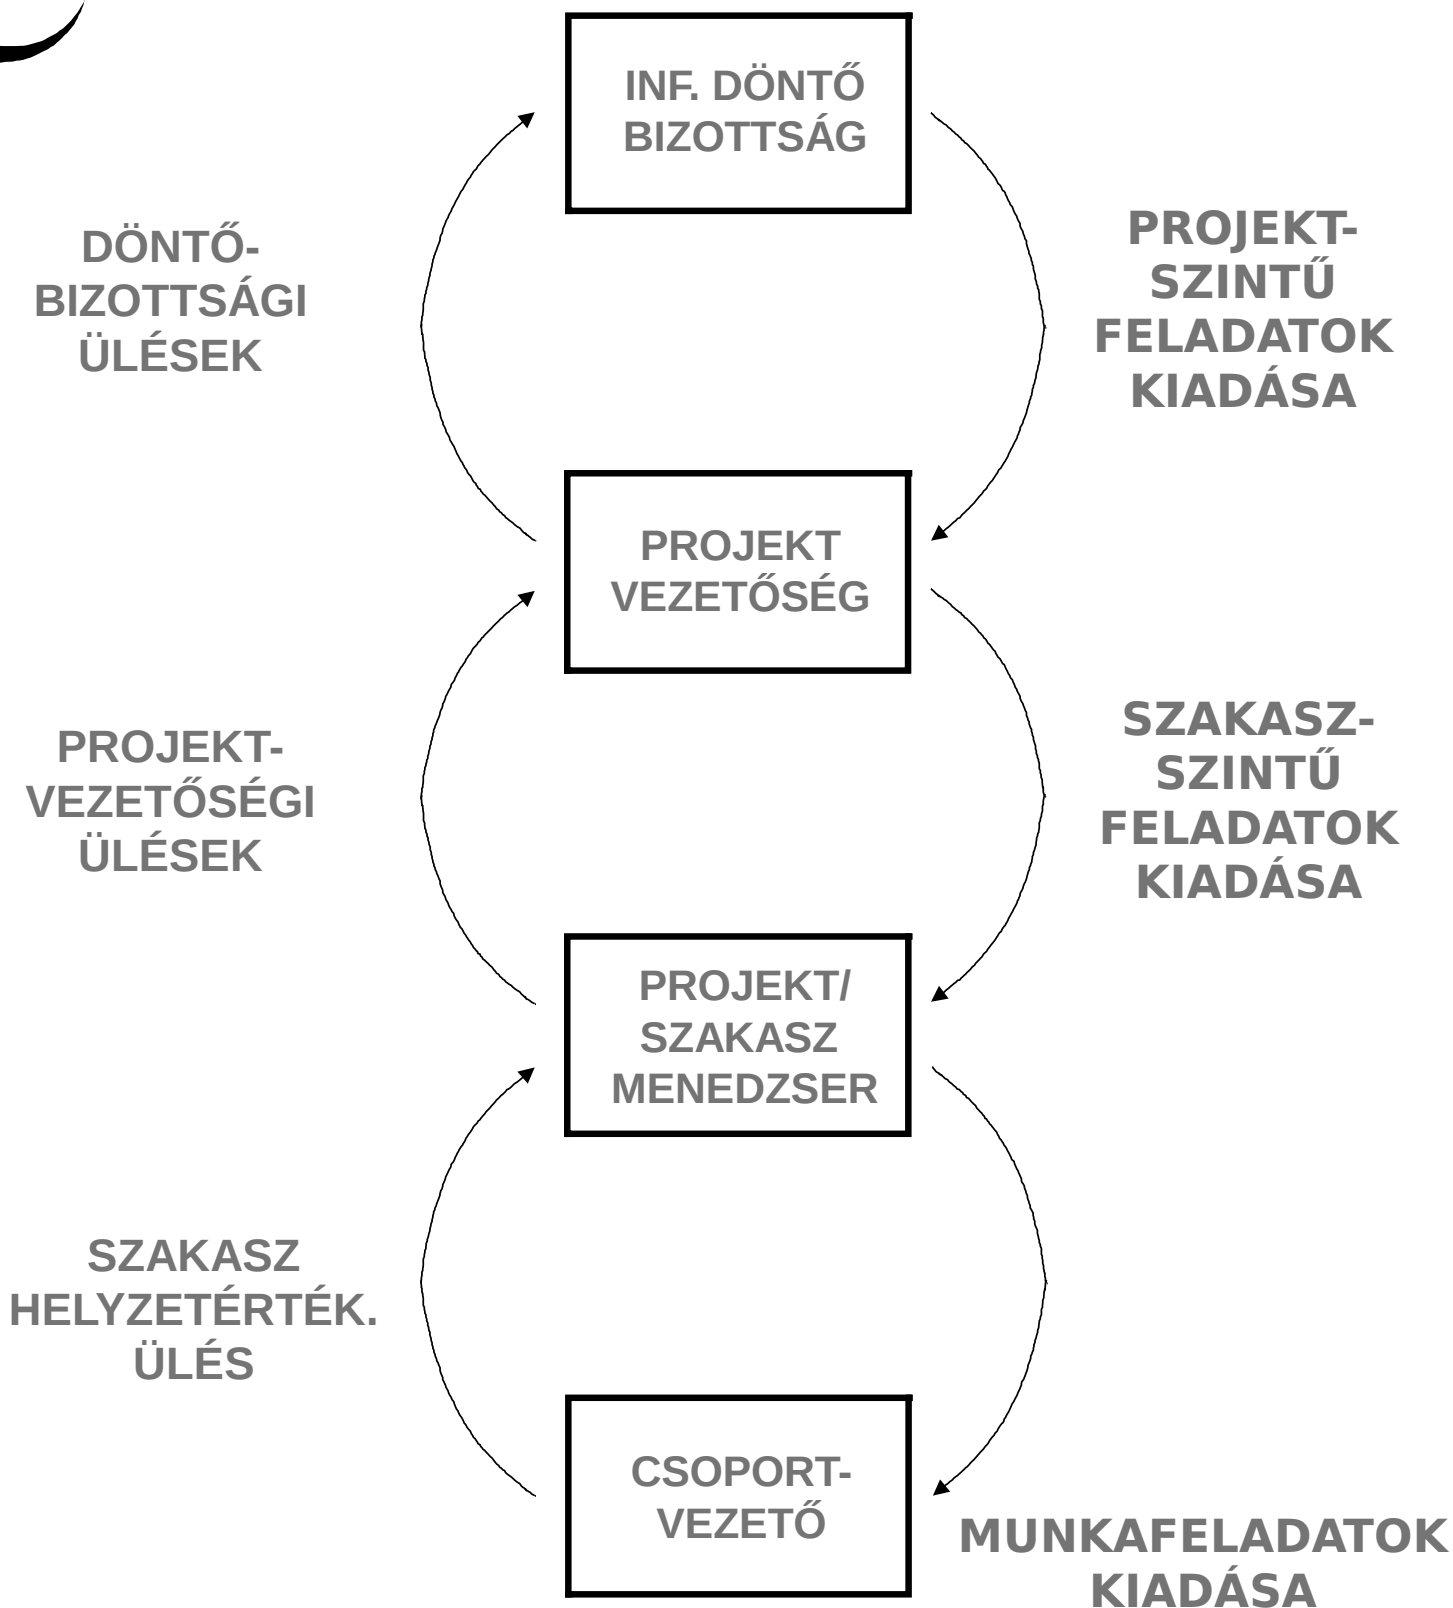 INF. DÖNTŐ
BIZOTTSÁG
DÖNTŐ-
BIZOTTSÁGI
ÜLÉSEK
PROJEKT-
SZINTŰ
FELADATOK
KIADÁSA
PROJEKT
VEZETŐSÉG
PROJEKT-
VEZETŐSÉGI
ÜLÉSEK
SZAKASZ-
SZINTŰ
FELADATOK
KIADÁSA
PROJEKT/
SZAKASZ
MENEDZSER
SZAKASZ
HELYZETÉRTÉK.
ÜLÉS
CSOPORT-
VEZETŐ
MUNKAFELADATOK
KIADÁSA